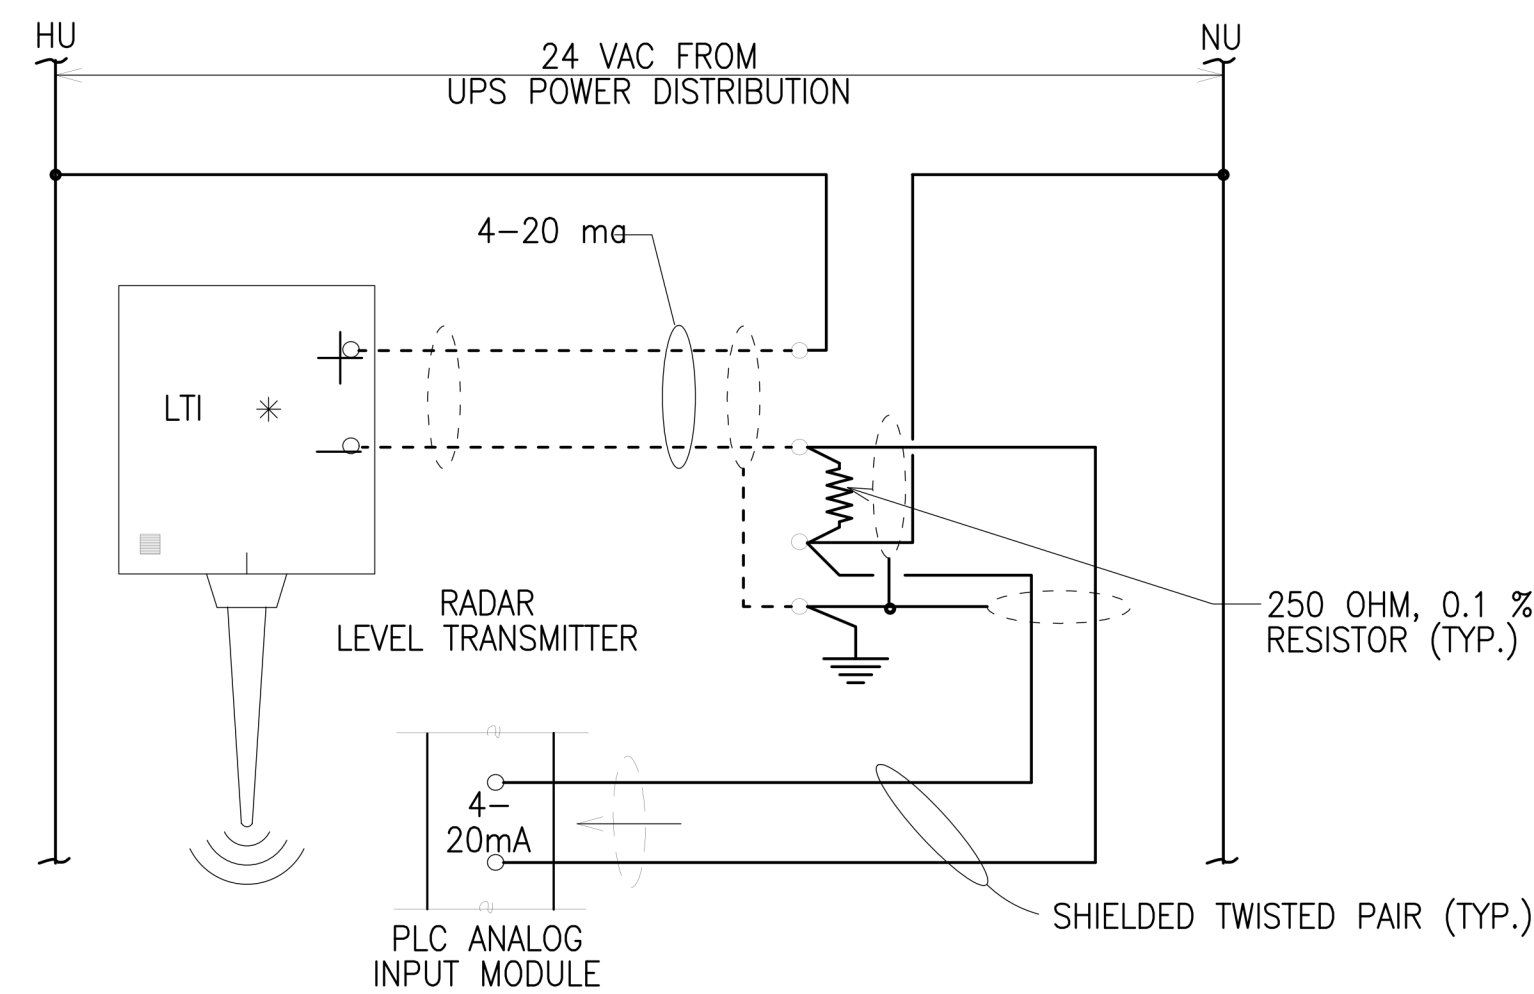 HU
NU
24 VAC FROM
UPS POWER DISTRIBUTION
4-20 ma
+
LTI *
−
RADAR
LEVEL TRANSMITTER
250 OHM, 0.1 %
RESISTOR (TYP.)
4-
20mA
SHIELDED TWISTED PAIR (TYP.)
PLC ANALOG
INPUT MODULE